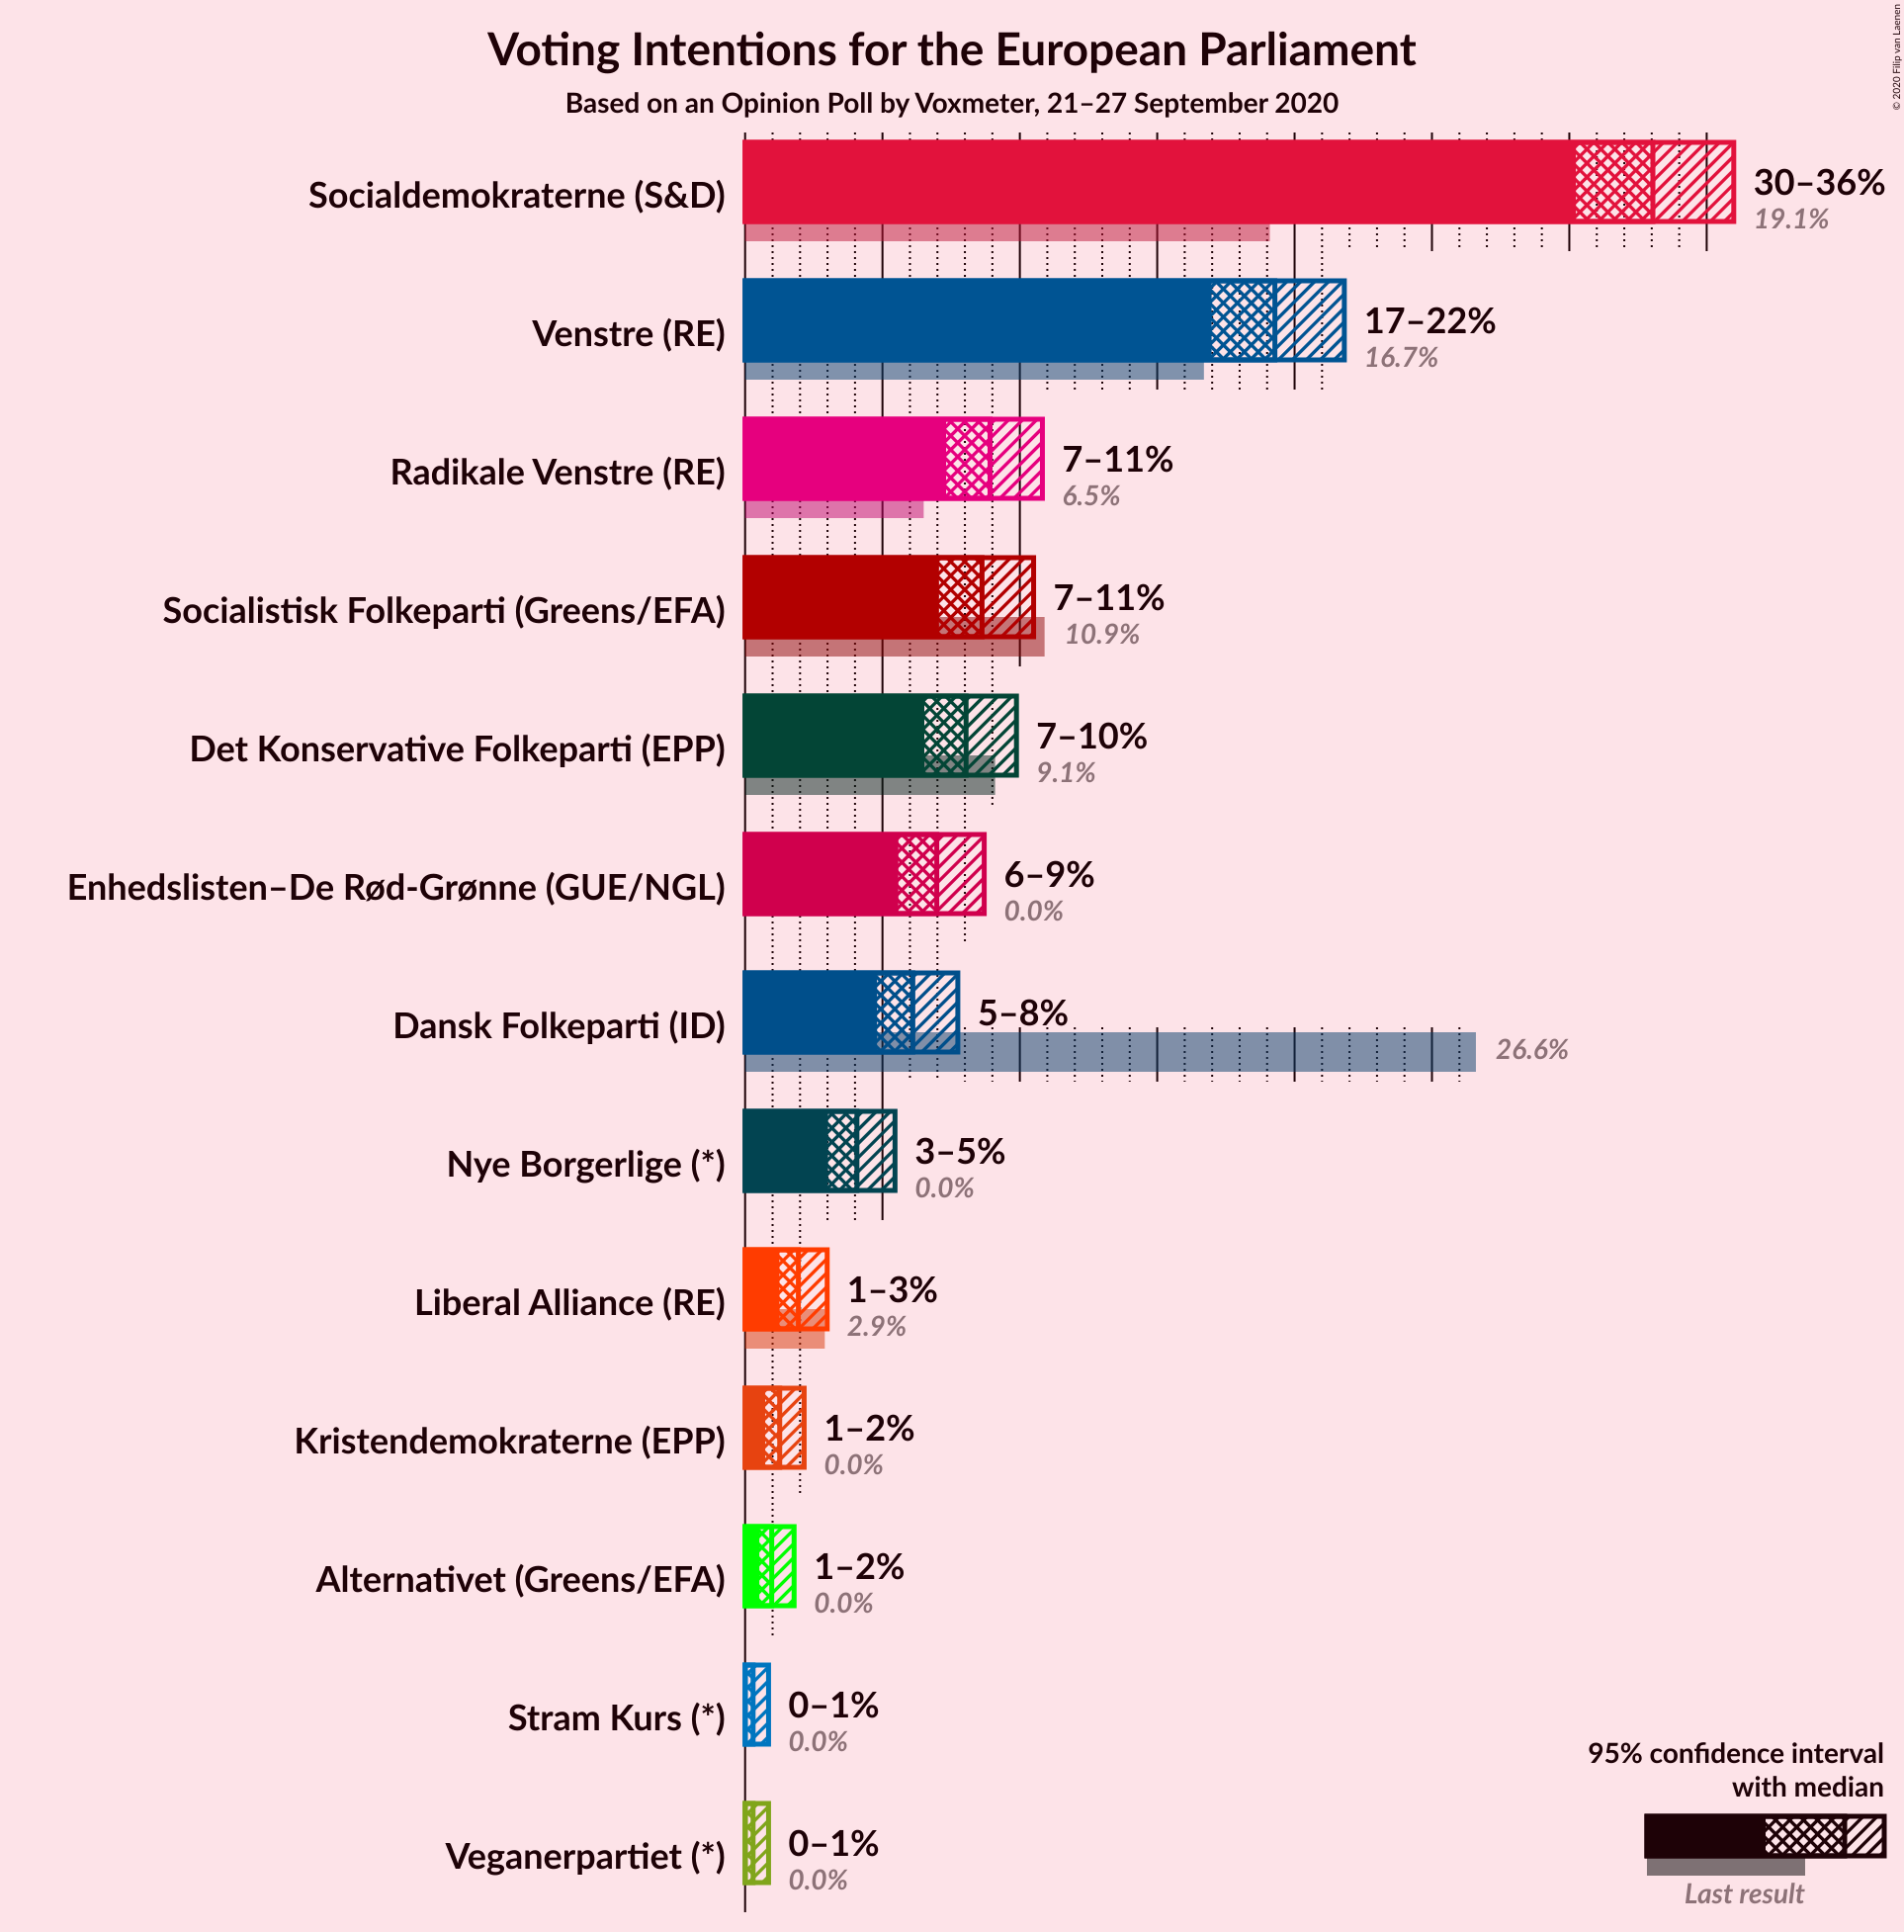 Voting Intentions for the European Parliament
Based on an Opinion Poll by Voxmeter, 21–27 September 2020
© 2020 Filip van Laenen
Socialdemokraterne (S&D)
30–36%
19.1%
Venstre (RE)
17–22%
16.7%
Radikale Venstre (RE)
7–11%
6.5%
Socialistisk Folkeparti (Greens/EFA)
7–11%
10.9%
Det Konservative Folkeparti (EPP)
7–10%
9.1%
Enhedslisten–De Rød-Grønne (GUE/NGL)
6–9%
0.0%
Dansk Folkeparti (ID)
5–8%
26.6%
Nye Borgerlige (*)
3–5%
0.0%
Liberal Alliance (RE)
1–3%
2.9%
Kristendemokraterne (EPP)
1–2%
0.0%
Alternativet (Greens/EFA)
1–2%
0.0%
Stram Kurs (*)
0–1%
0.0%
Veganerpartiet (*)
0–1%
0.0%
95% confidence interval
with median
Last result